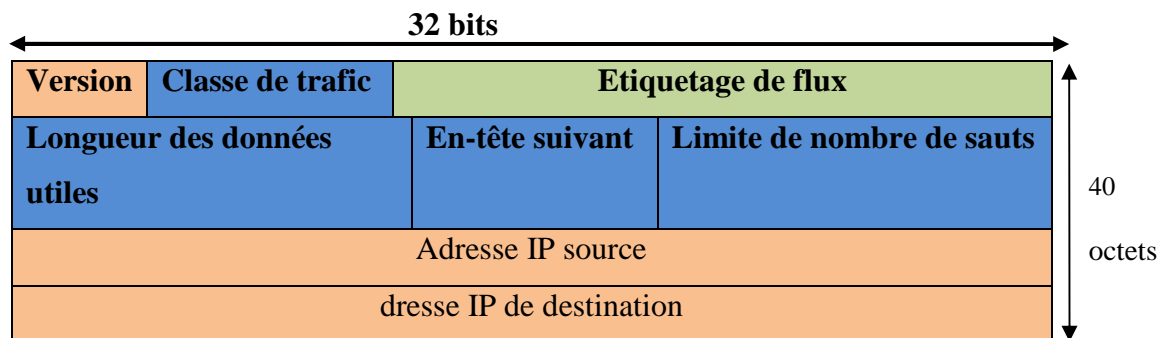 32 bits
Version Classe de trafic Etiquetage de flux
Longueur des données utiles En-tête suivant Limite de nombre de sauts
40 octets
Adresse IP source
dresse IP de destination